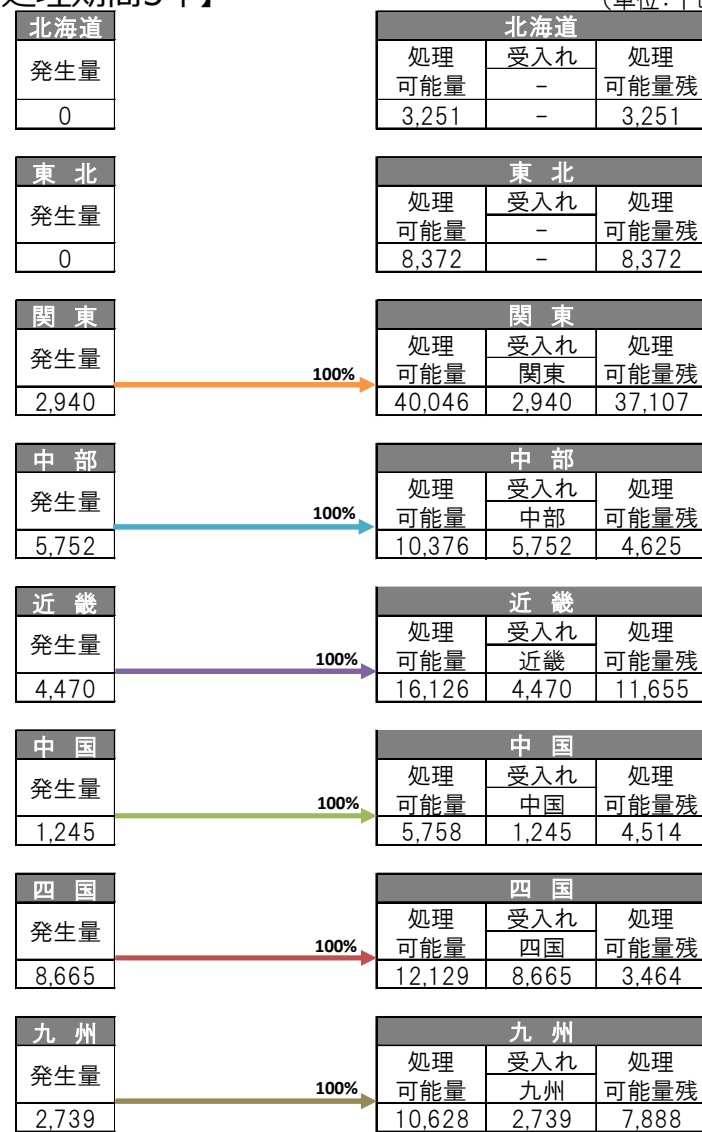 処理期間3年】
（単位：千
北海道
発生量
0
北海道
処理
可能量
受入れ
－
処理
可能量残
3,251 － 3,251
東 北
発生量
0
東 北
処理
可能量
受入れ
－
処理
可能量残
8,372 － 8,372
関 東
発生量
2,940
100%
関 東
処理
可能量
受入れ
関東
処理
可能量残
40,046 2,940 37,107
中 部
発生量
5,752
100%
中 部
処理
可能量
受入れ
中部
処理
可能量残
10,376 5,752 4,625
近 畿
発生量
4,470
100%
近 畿
処理
可能量
受入れ
近畿
処理
可能量残
16,126 4,470 11,655
中 国
発生量
1,245
100%
中 国
処理
可能量
受入れ
中国
処理
可能量残
5,758 1,245 4,514
四 国
発生量
8,665
100%
四 国
処理
可能量
受入れ
四国
処理
可能量残
12,129 8,665 3,464
九 州
発生量
2,739
100%
九 州
処理
可能量
受入れ
九州
処理
可能量残
10,628 2,739 7,888